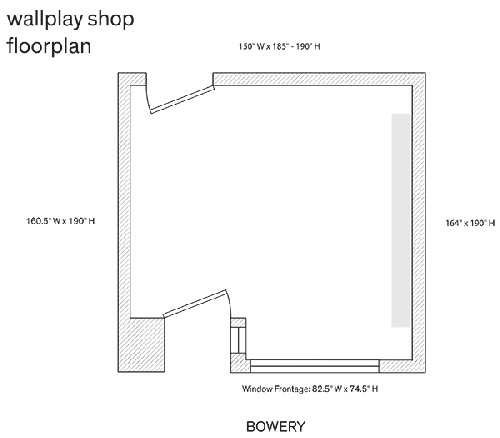 wallplay shop
floorplan
150" W x 185" - 190" H
160.5" W x 190" H
164" x 190" H
Window Frontage: 82.5" W x 74.5" H
BOWERY